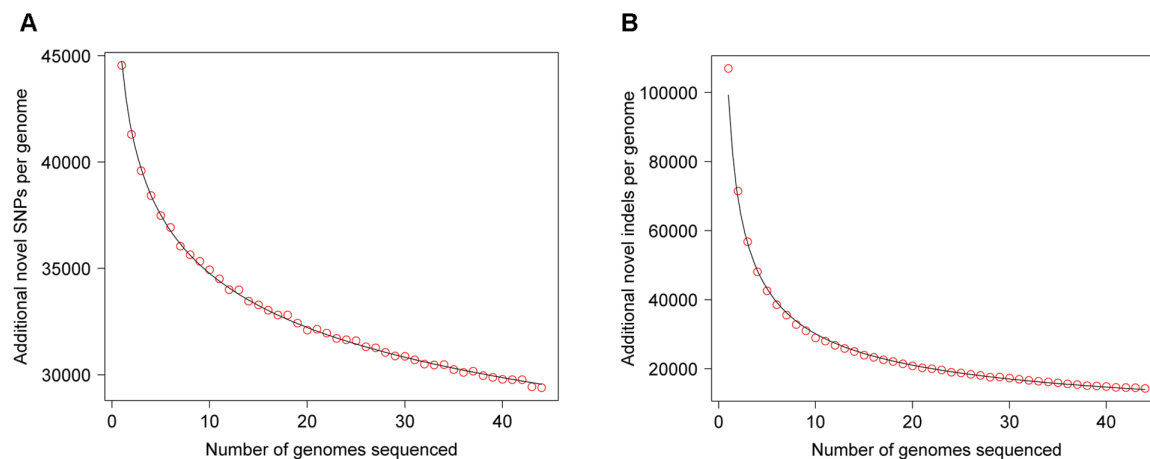 A
Additional novel SNPs per genome
45000
40000
35000
30000
0 10 20 30 40
Number of genomes sequenced
B
Additional novel indels per genome
100000
80000
60000
40000
20000
0 10 20 30 40
Number of genomes sequenced